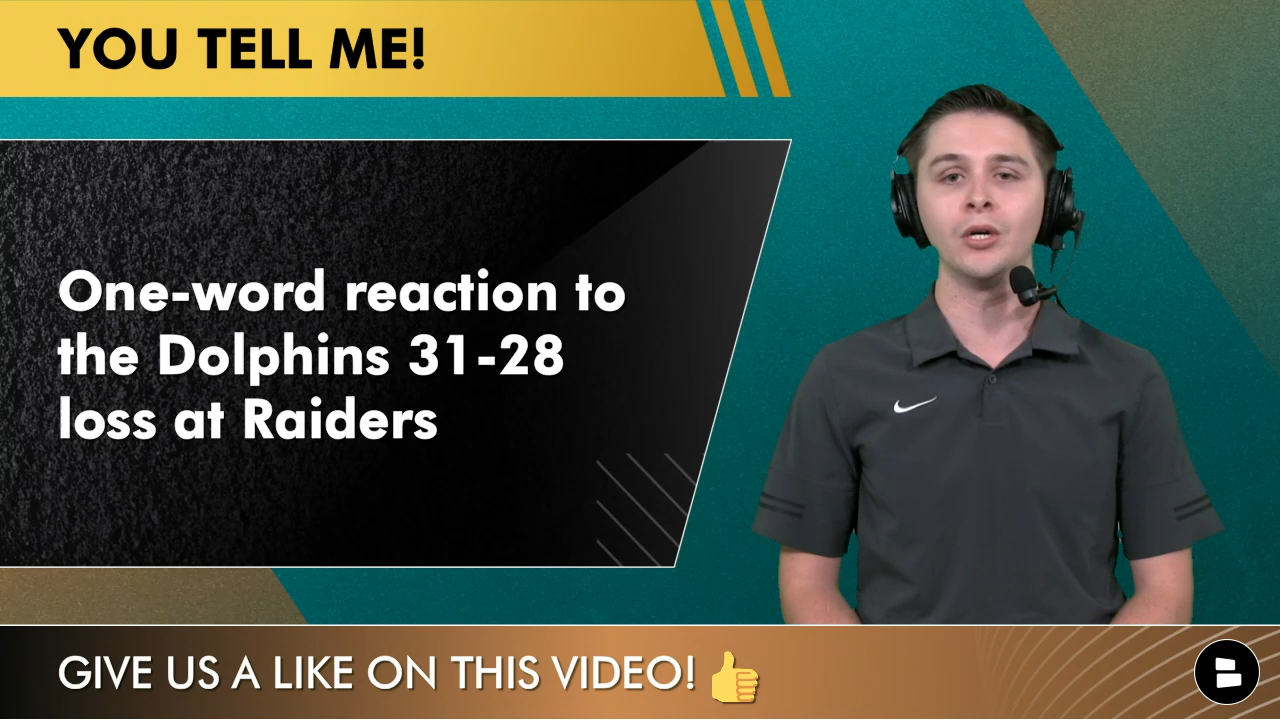 YOU TELL ME!
One-word reaction to
the Dolphins 31-28
loss at Raiders
GIVE US A LIKE ON THIS VIDEO!